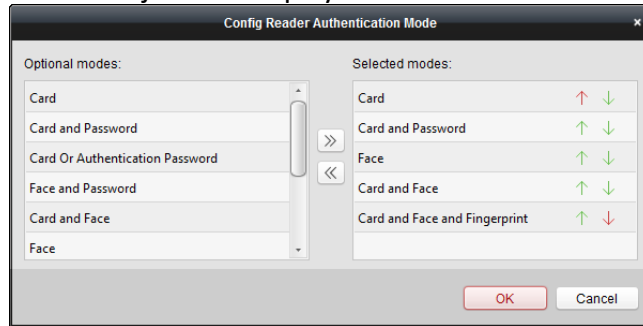 Config Reader Authentication Mode ×
Optional modes:
Card
Card and Password
Card Or Authentication Password
Face and Password
Card and Face
Face
Selected modes:
Card
Card and Password
Face
Card and Face
Card and Face and Fingerprint
OK
Cancel